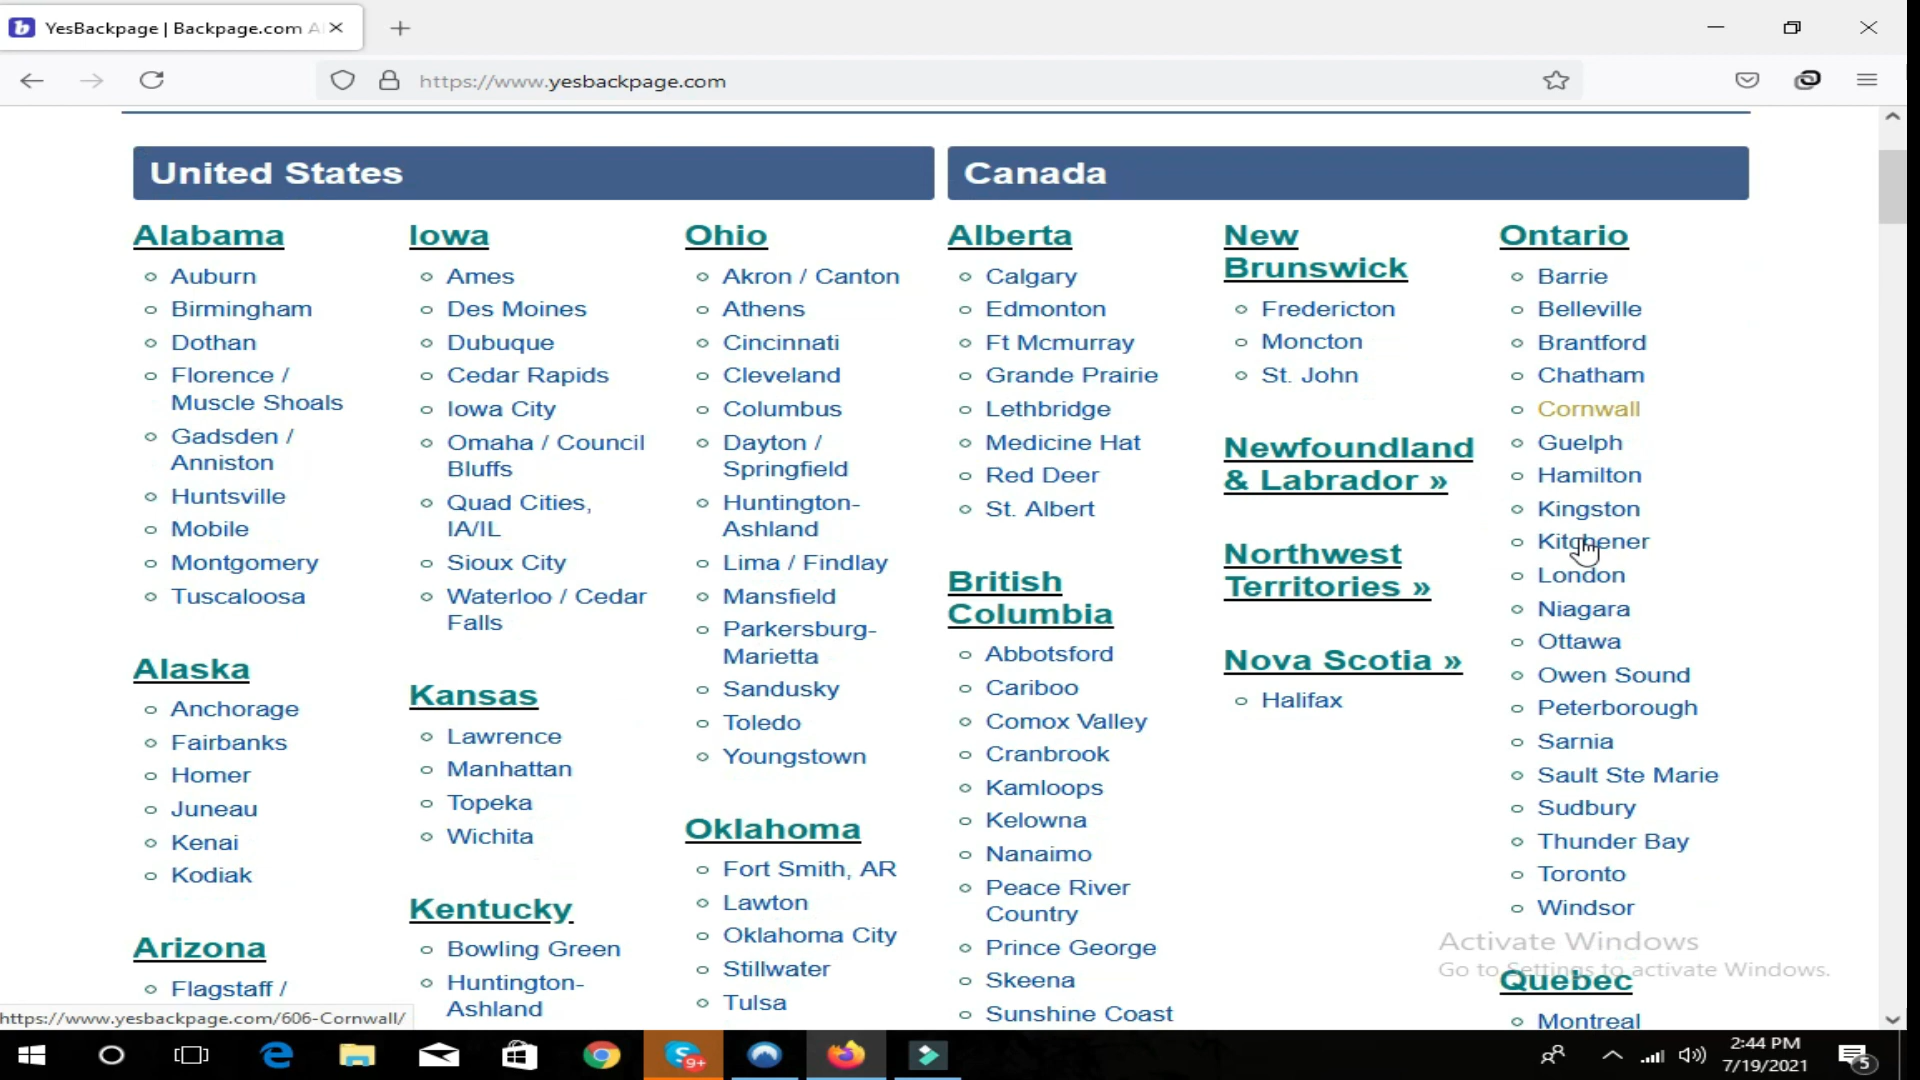 YesBackpage | Backpage.com A
https://www.yesbackpage.com
United States
Alabama
Auburn
Birmingham
Dothan
Florence /
Muscle Shoals
Gadsden /
Anniston
Huntsville
Mobile
Montgomery
Tuscaloosa
Alaska
Anchorage
Fairbanks
Homer
Juneau
Kenai
Kodiak
Arizona
Flagstaff /
Iowa
Ames
Des Moines
Dubuque
Cedar Rapids
Iowa City
Omaha / Council
Bluffs
Quad Cities,
IA/IL
Sioux City
Waterloo / Cedar
Falls
Kansas
Lawrence
Manhattan
Topeka
Wichita
Kentucky
Bowling Green
Huntington-
Ashland
Ohio
Akron / Canton
Athens
Cincinnati
Cleveland
Columbus
Dayton /
Springfield
Huntington-
Ashland
Lima / Findlay
Mansfield
Parkersburg-
Marietta
Sandusky
Toledo
Youngstown
Oklahoma
Fort Smith, AR
Lawton
Oklahoma City
Stillwater
Tulsa
Canada
Alberta
Calgary
Edmonton
Ft Mcmurray
Grande Prairie
Lethbridge
Medicine Hat
Red Deer
St. Albert
British
Columbia
Abbotsford
Cariboo
Comox Valley
Cranbrook
Kamloops
Kelowna
Nanaimo
Peace River
Country
Prince George
Skeena
Sunshine Coast
New
Brunswick
Fredericton
Moncton
St. John
Newfoundland
& Labrador »
Northwest
Territories »
Nova Scotia »
Halifax
Ontario
Barrie
Belleville
Brantford
Chatham
Cornwall
Guelph
Hamilton
Kingston
Kitchener
London
Niagara
Ottawa
Owen Sound
Peterborough
Sarnia
Sault Ste Marie
Sudbury
Thunder Bay
Toronto
Windsor
Quebec
Montreal
Activate Windows
Go to Settings to activate Windows.
https://www.yesbackpage.com/606-Cornwall/
9+
2:44 PM
7/19/2021
5